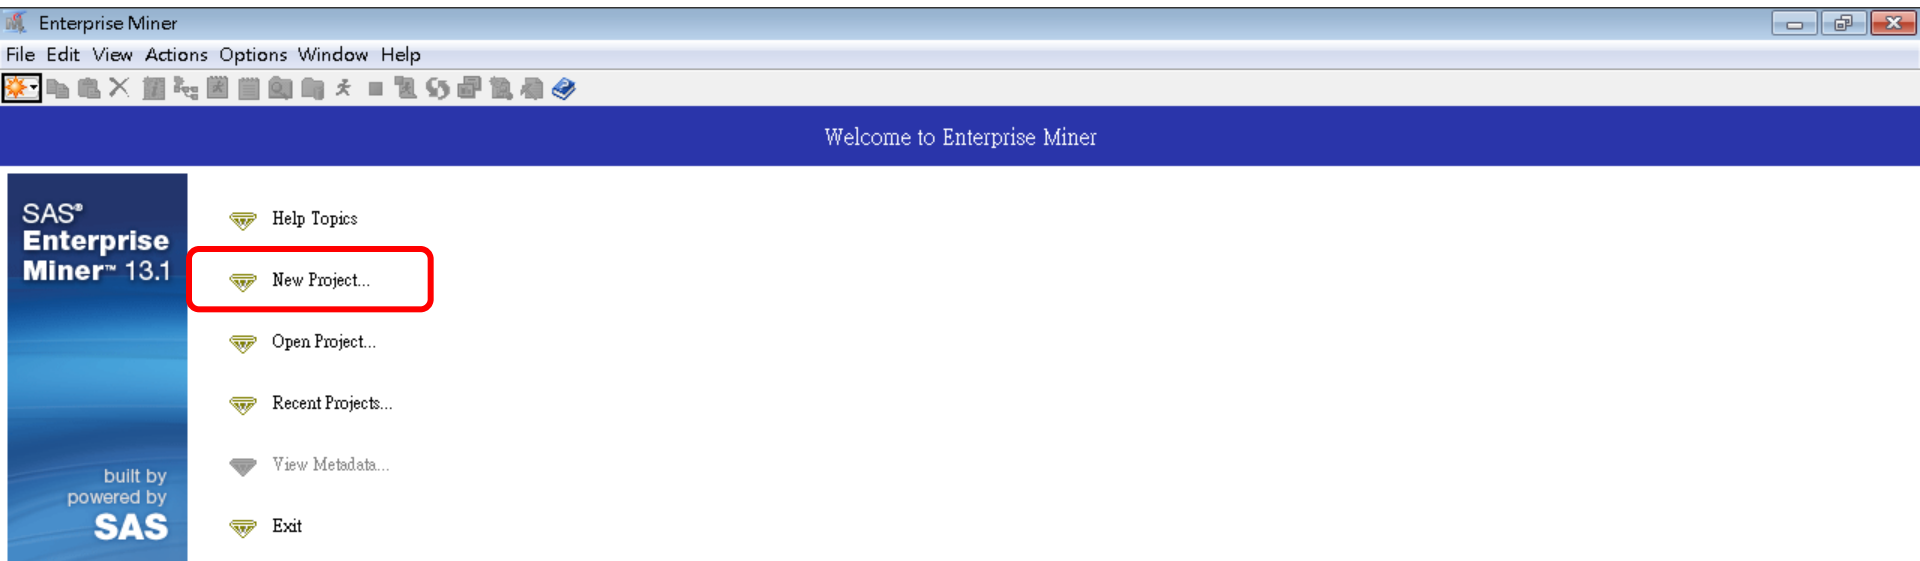 Enterprise Miner
File Edit View Actions Options Window Help
Welcome to Enterprise Miner
SAS®
Enterprise
Miner™ 13.1
Help Topics
New Project...
Open Project...
Recent Projects...
View Metadata...
Exit
built by
powered by
SAS